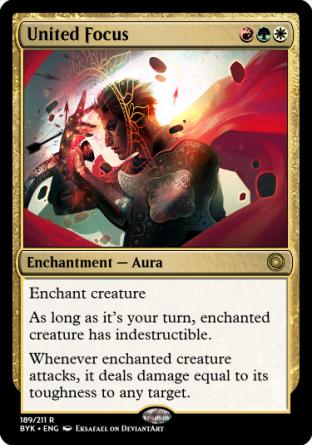 United Focus
Enchantment — Aura
Enchant creature
As long as it's your turn, enchanted
creature has indestructible.
Whenever enchanted creature
attacks, it deals damage equal to its
toughness to any target.
189/211 R
BYK • ENG Eksafael on DeviantArt